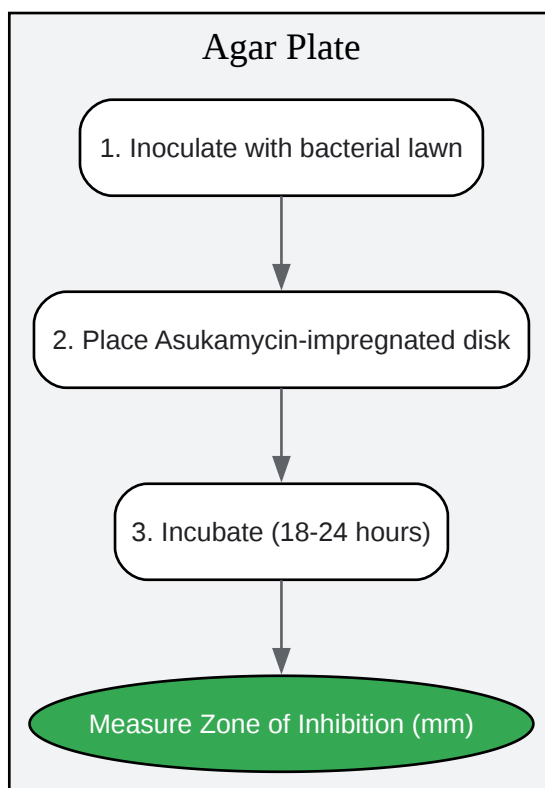 Agar Plate
1. Inoculate with bacterial lawn
2. Place Asukamycin-impregnated disk
3. Incubate (18-24 hours)
Measure Zone of Inhibition (mm)